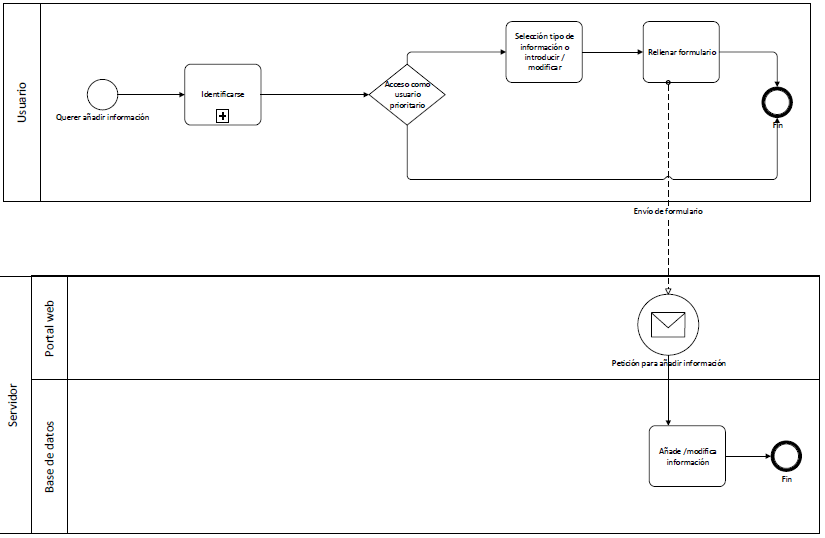 Usuario
Querer añadir información
Identificarse
Acceso como
usuario
prioritario
Selección tipo de
información o
introducir /
modificar
Rellenar formulario
Fin
Envío de formulario
Servidor
Portal web
Petición para añadir información
Base de datos
Añade /modifica
información
Fin